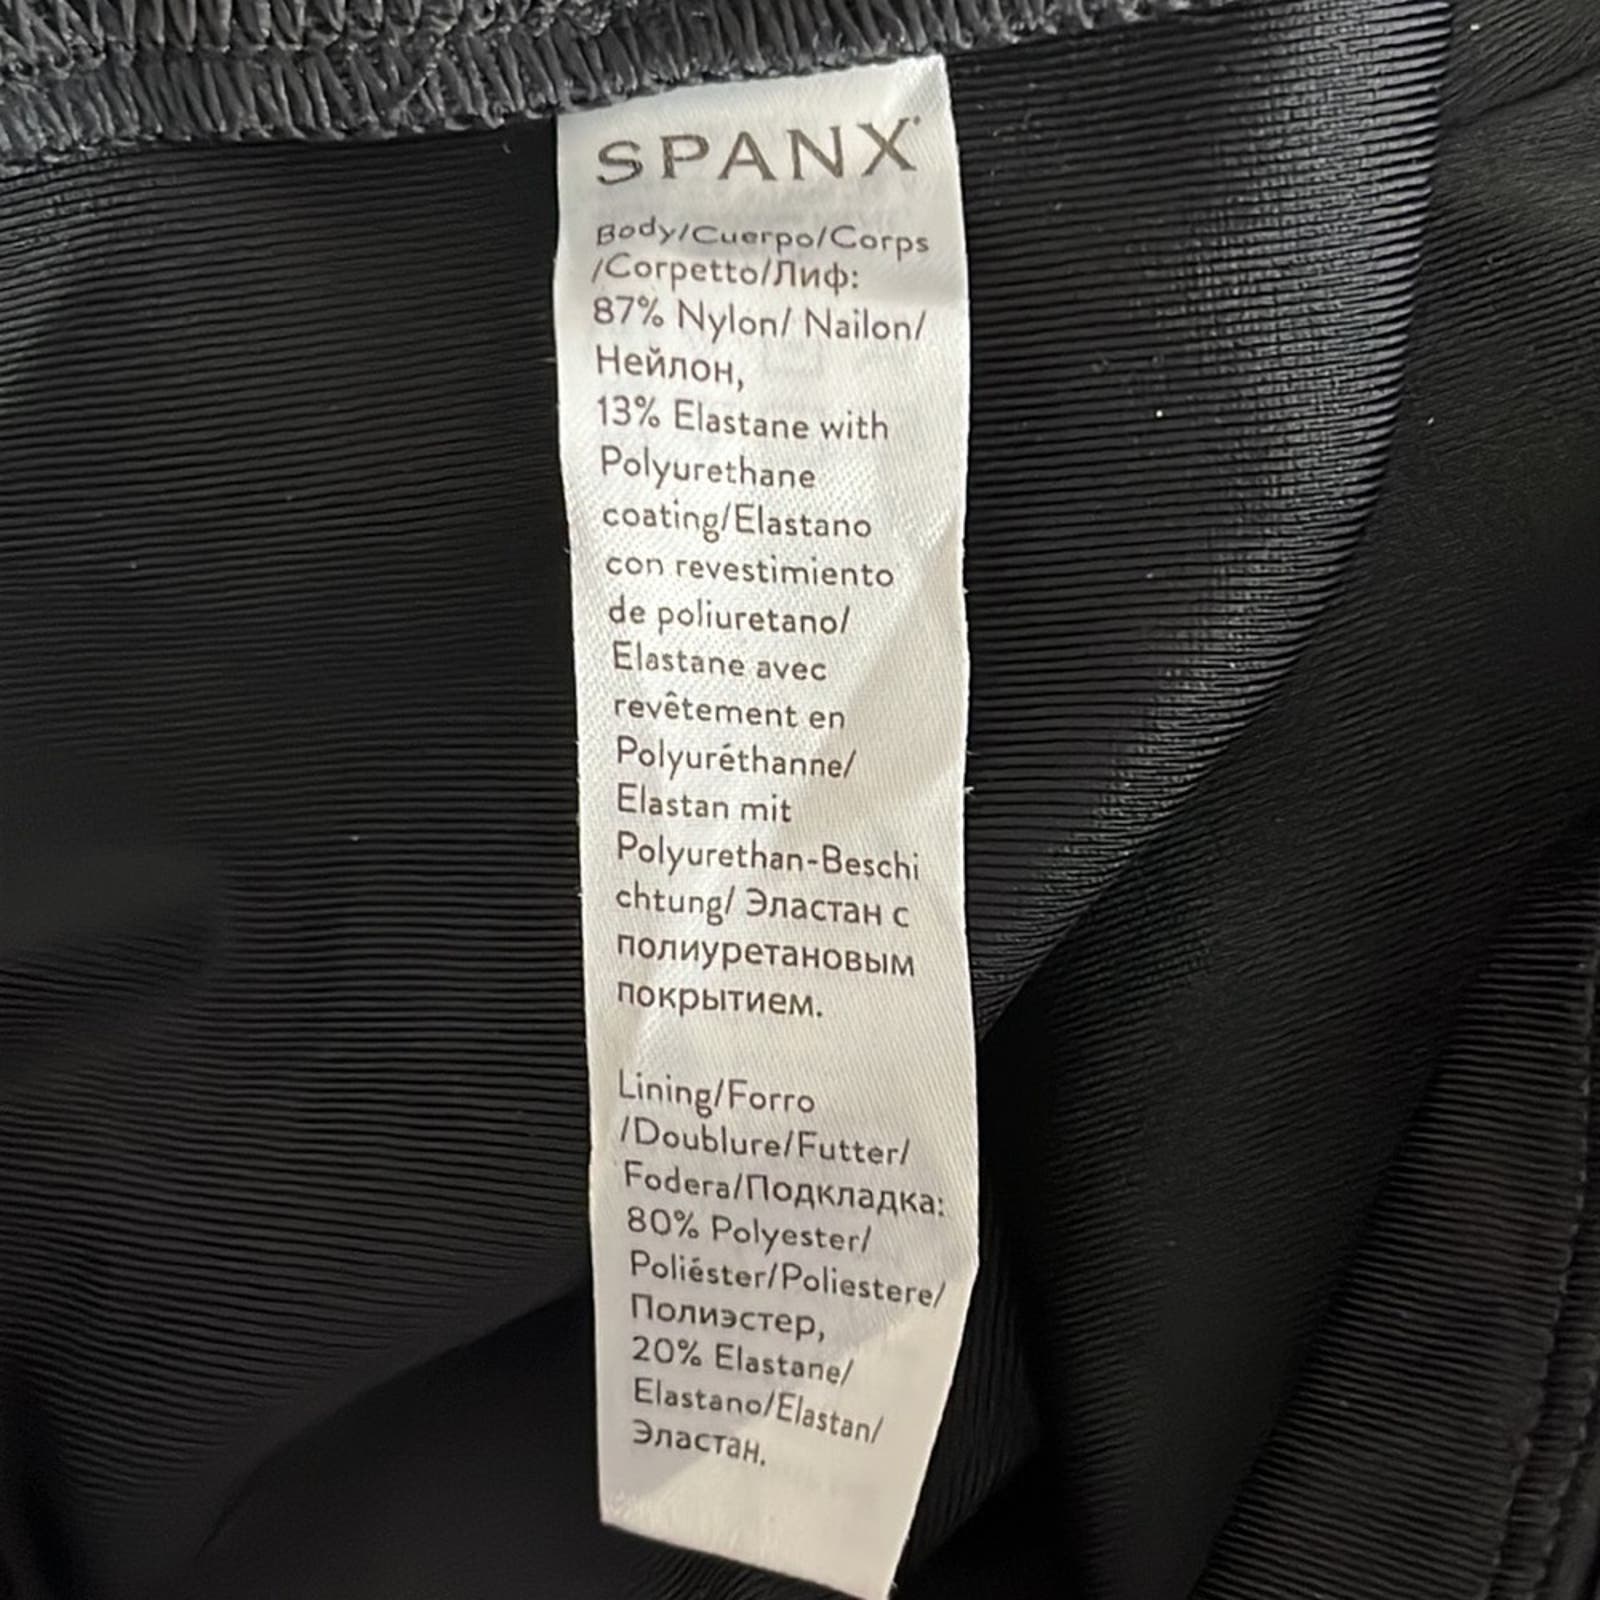 SPANX
Body/Cuerpo/Corps
/Corpetto/Лиф:
87% Nylon/ Nailon/
Нейлон,
13% Elastane with
Polyurethane
coating/Elastano
con revestimiento
de poliuretano/
Elastane avec
revêtement en
Polyuréthanne/
Elastan mit
Polyurethan-Beschi
chtung/ Эластан с
полиуретановым
покрытием.
Lining/Forro
/Doublure/Futter/
Fodera/Подкладка:
80% Polyester/
Poliéster/Poliestere/
Полиэстер,
20% Elastane/
Elastano/Elastan/
Эластан.